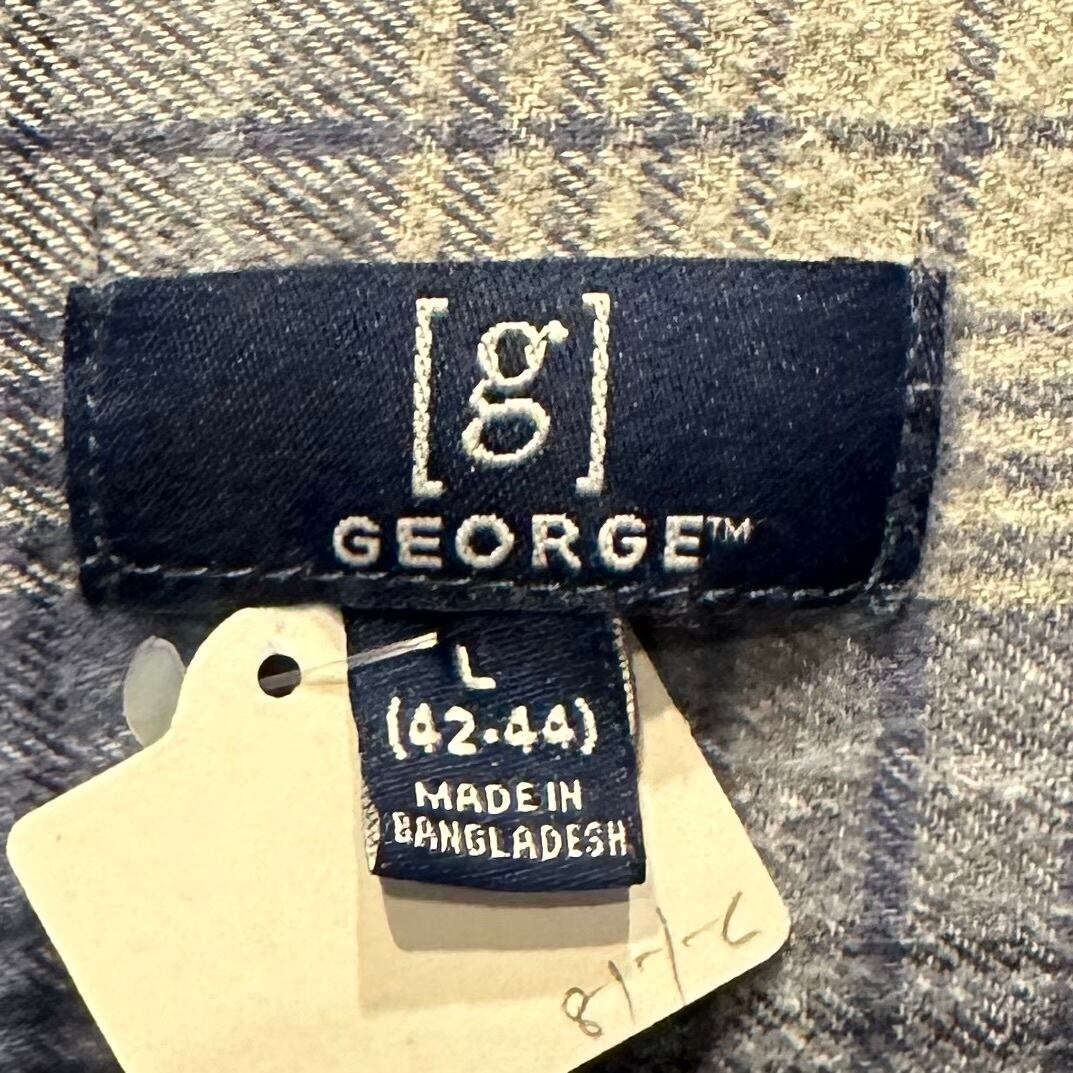 [g]
GEORGE™
L
(42-44)
MADE IN
BANGLADESH